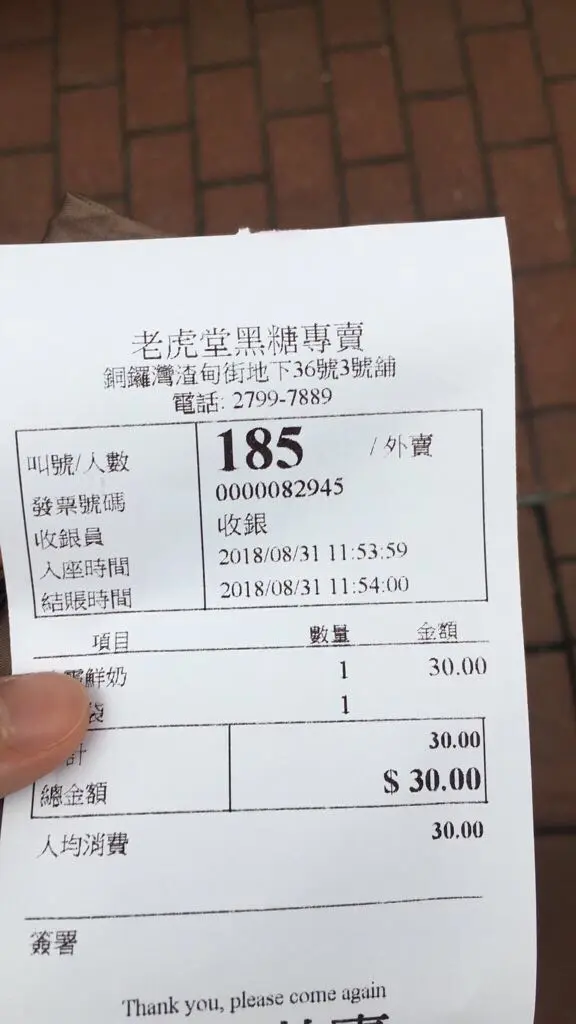 老虎堂黑糖專賣
銅鑼灣渣甸街地下36號3號舖
電話: 2799-7889
叫號/人數 185 /外賣
發票號碼 0000082945
收銀員 收銀
入座時間 2018/08/31 11:53:59
結賬時間 2018/08/31 11:54:00
項目 數量 金額
鮮奶 1 30.00
袋 1
計 30.00
總金額 $ 30.00
人均消費 30.00
簽署
Thank you, please come again